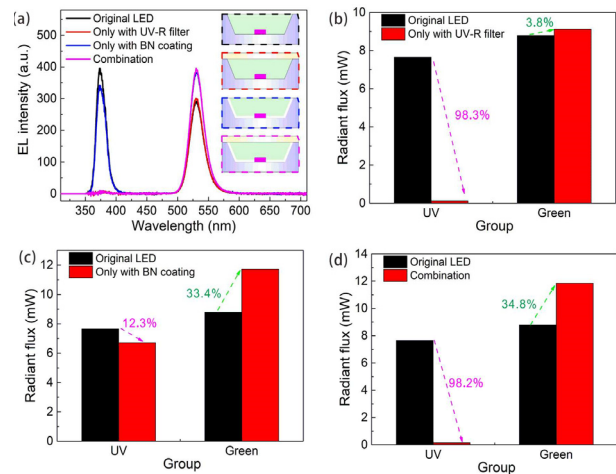 (a)
Original LED
Only with UV-R filter
Only with BN coating
Combination
EL intensity (a.u.)
500
400
300
200
100
0
350 400 450 500 550 600 650 700
Wavelength (nm)
(b)
Original LED
Only with UV-R filter
Radiant flux (mW)
10
8
6
4
2
0
98.3%
3.8%
UV Green
Group
(c)
Original LED
Only with BN coating
Radiant flux (mW)
12
10
8
6
4
2
0
12.3%
33.4%
UV Green
Group
(d)
Original LED
Combination
Radiant flux (mW)
14
12
10
8
6
4
2
0
98.2%
34.8%
UV Green
Group